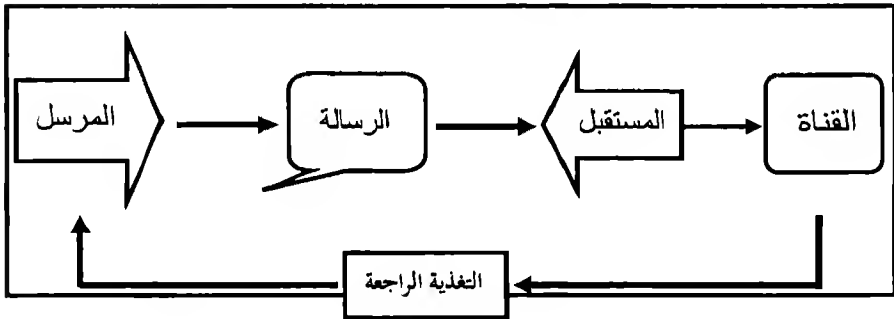 المرسل
الرسالة
المستقبل
القناة
التغذية الراجعة